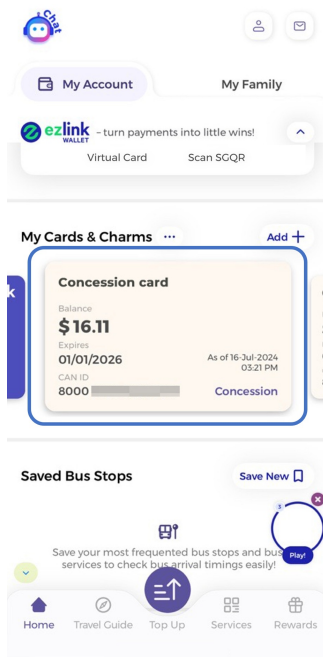 Chat
My Account
My Family
ezlink
WALLET
- turn payments into little wins!
Virtual Card
Scan SGQR
My Cards & Charms ...
Add +
k
Concession card
Balance
$16.11
Expires
01/01/2026
As of 16-Jul-2024
03:21 PM
CAN ID
8000
Concession
Saved Bus Stops
Save New
3
x
Play!
Save your most frequented bus stops and bus
services to check bus arrival timings easily!
Home
Travel Guide
Top Up
Services
Rewards